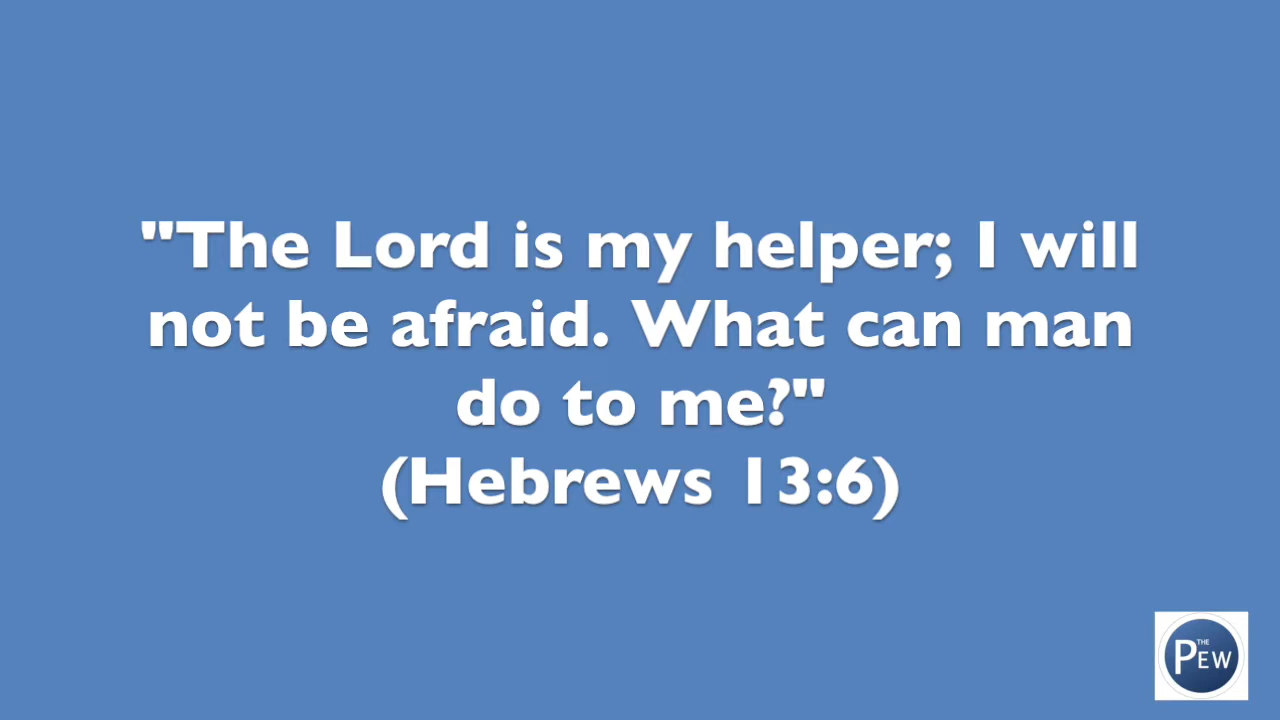 "The Lord is my helper; I will
not be afraid. What can man
do to me?"
(Hebrews 13:6)
THE
PEW